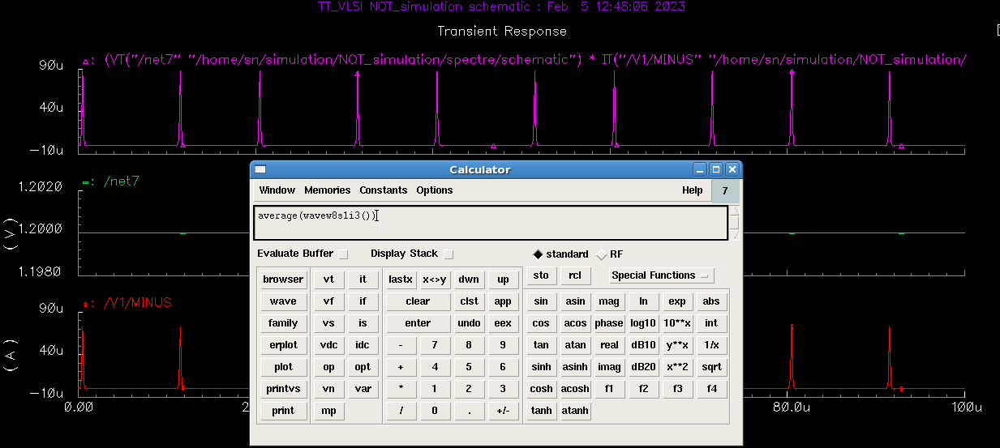 TT_VLSI NOT_simulation schematic : Feb  5 12:48:06 2023
Transient Response
: (VT("/net7" "/home/sn/simulation/NOT_simulation/spectre/schematic") * IT("/V1/MINUS" "/home/sn/simulation/NOT_simulation/
90u
40u
-10u
: /net7
1.2020
1.2000
1.1980
(V)
: /V1/MINUS
90u
40u
-10u
(A)
0.00
2
80.0u
100u
Calculator
Window Memories Constants Options Help 7
average(wavew8s1i3())
Evaluate Buffer Display Stack standard RF
browser vt it lastx x<>y dwn up sto rcl Special Functions
wave vf if clear clst app sin asin mag ln exp abs
family vs is enter undo eex cos acos phase log10 10**x int
erplot vdc idc - 7 8 9 tan atan real dB10 y**x 1/x
plot op opt + 4 5 6 sinh asinh imag dB20 x**2 sqrt
printvs vn var * 1 2 3 cosh acosh f1 f2 f3 f4
print mp / 0 . +/- tanh atanh